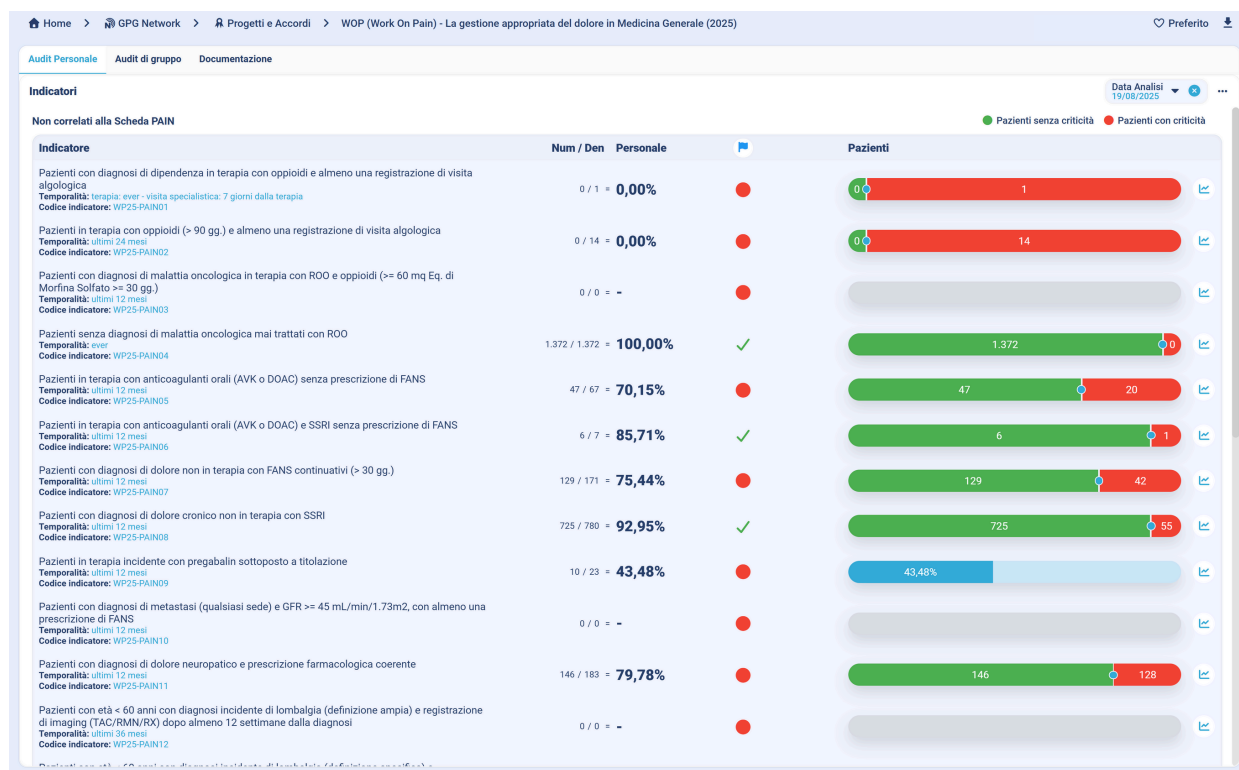 Home > GPG Network > Progetti e Accordi > WOP (Work On Pain) - La gestione appropriata del dolore in Medicina Generale (2025) Preferito
Audit Personale Audit di gruppo Documentazione
Indicatori
Data Analisi
19/08/2025
Non correlati alla Scheda PAIN
Pazienti senza criticità Pazienti con criticità
Indicatore Num / Den Personale Pazienti
Pazienti con diagnosi di dipendenza in terapia con oppioidi e almeno una registrazione di visita
algologica
Temporalità: terapia: ever - visita specialistica: 7 giorni dalla terapia
Codice indicatore: WP25-PAIN01
0 / 1 = 0,00%
0 1
Pazienti in terapia con oppioidi (> 90 gg.) e almeno una registrazione di visita algologica
Temporalità: ultimi 24 mesi
Codice indicatore: WP25-PAIN02
0 / 14 = 0,00%
0 14
Pazienti con diagnosi di malattia oncologica in terapia con ROO e oppioidi (>= 60 mq Eq. di
Morfina Solfato >= 30 gg.)
Temporalità: ultimi 12 mesi
Codice indicatore: WP25-PAIN03
0 / 0 = -
Pazienti senza diagnosi di malattia oncologica mai trattati con ROO
Temporalità: ever
Codice indicatore: WP25-PAIN04
1.372 / 1.372 = 100,00%
1.372 0
Pazienti in terapia con anticoagulanti orali (AVK o DOAC) senza prescrizione di FANS
Temporalità: ultimi 12 mesi
Codice indicatore: WP25-PAIN05
47 / 67 = 70,15%
47 20
Pazienti in terapia con anticoagulanti orali (AVK o DOAC) e SSRI senza prescrizione di FANS
Temporalità: ultimi 12 mesi
Codice indicatore: WP25-PAIN06
6 / 7 = 85,71%
6 1
Pazienti con diagnosi di dolore non in terapia con FANS continuativi (> 30 gg.)
Temporalità: ultimi 12 mesi
Codice indicatore: WP25-PAIN07
129 / 171 = 75,44%
129 42
Pazienti con diagnosi di dolore cronico non in terapia con SSRI
Temporalità: ultimi 12 mesi
Codice indicatore: WP25-PAIN08
725 / 780 = 92,95%
725 55
Pazienti in terapia incidente con pregabalin sottoposto a titolazione
Temporalità: ultimi 12 mesi
Codice indicatore: WP25-PAIN09
10 / 23 = 43,48%
43,48%
Pazienti con diagnosi di metastasi (qualsiasi sede) e GFR >= 45 mL/min/1.73m2, con almeno una
prescrizione di FANS
Temporalità: ultimi 12 mesi
Codice indicatore: WP25-PAIN10
0 / 0 = -
Pazienti con diagnosi di dolore neuropatico e prescrizione farmacologica coerente
Temporalità: ultimi 12 mesi
Codice indicatore: WP25-PAIN11
146 / 183 = 79,78%
146 128
Pazienti con età < 60 anni con diagnosi incidente di lombalgia (definizione ampia) e registrazione
di imaging (TAC/RMN/RX) dopo almeno 12 settimane dalla diagnosi
Temporalità: ultimi 36 mesi
Codice indicatore: WP25-PAIN12
0 / 0 = -